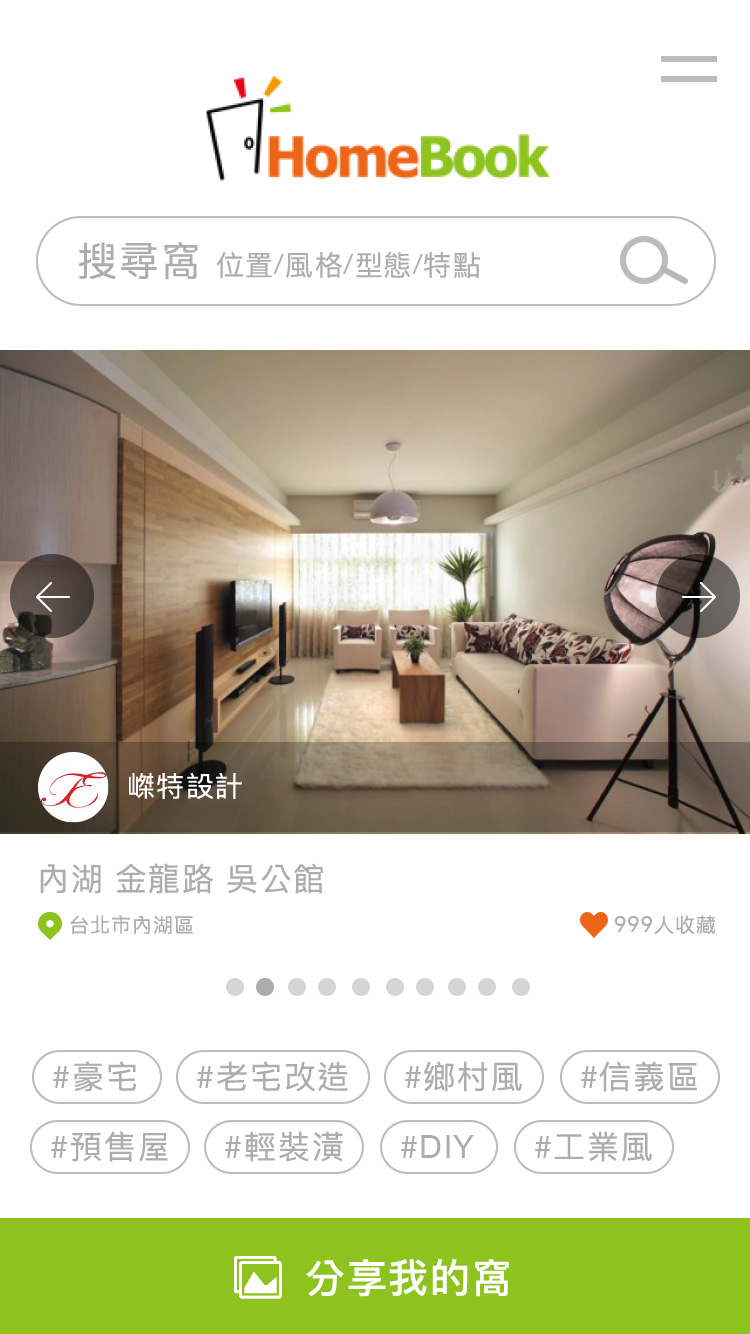 HomeBook
搜尋窩 位置/風格/型態/特點
嶸特設計
內湖 金龍路 吳公館
台北市內湖區 999人收藏
#豪宅 #老宅改造 #鄉村風 #信義區
#預售屋 #輕裝潢 #DIY #工業風
分享我的窩